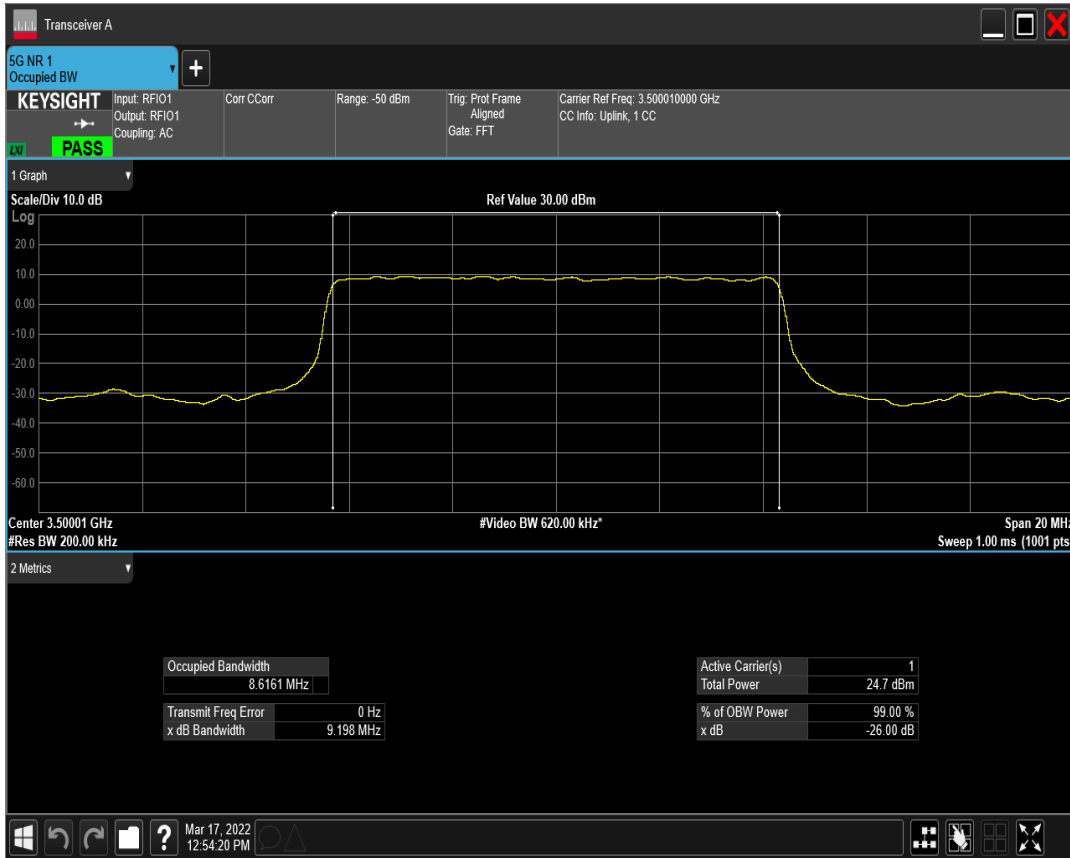 Transceiver A
5G NR 1
Occupied BW
KEYSIGHT
LXI
PASS
Input: RFIO1
Output: RFIO1
Coupling: AC
Corr CCorr
Range: -50 dBm
Trig: Prot Frame
Aligned
Gate: FFT
Carrier Ref Freq: 3.500010000 GHz
CC Info: Uplink, 1 CC
1 Graph
Scale/Div 10.0 dB
Ref Value 30.00 dBm
Log
20.0
10.0
0.00
-10.0
-20.0
-30.0
-40.0
-50.0
-60.0
Center 3.50001 GHz
#Video BW 620.00 kHz*
Span 20 MHz
#Res BW 200.00 kHz
Sweep 1.00 ms (1001 pts
2 Metrics
Occupied Bandwidth
8.6161 MHz
Transmit Freq Error 0 Hz
x dB Bandwidth 9.198 MHz
Active Carrier(s) 1
Total Power 24.7 dBm
% of OBW Power 99.00 %
x dB -26.00 dB
?
Mar 17, 2022
12:54:20 PM